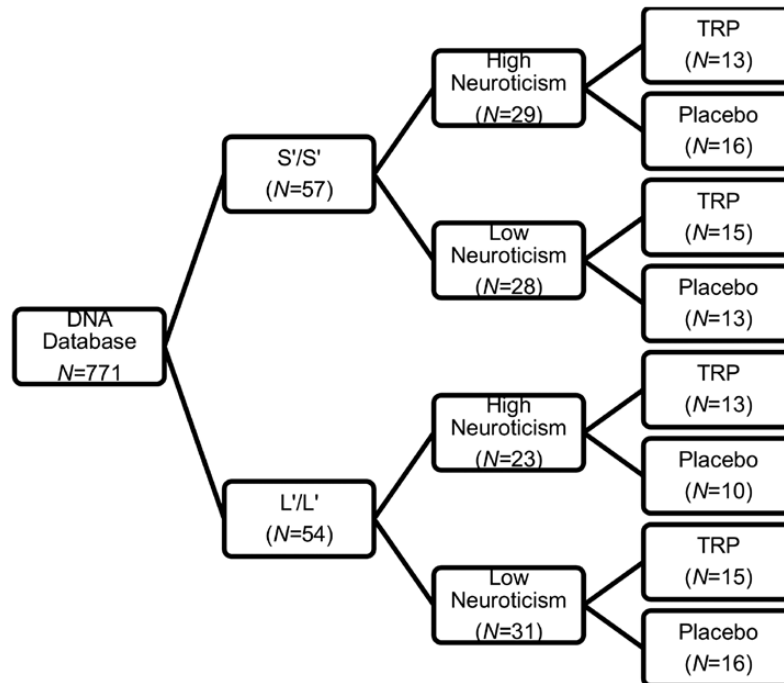 DNA
Database
N=771
S'/S'
(N=57)
L'/L'
(N=54)
High
Neuroticism
(N=29)
Low
Neuroticism
(N=28)
High
Neuroticism
(N=23)
Low
Neuroticism
(N=31)
TRP
(N=13)
Placebo
(N=16)
TRP
(N=15)
Placebo
(N=13)
TRP
(N=13)
Placebo
(N=10)
TRP
(N=15)
Placebo
(N=16)